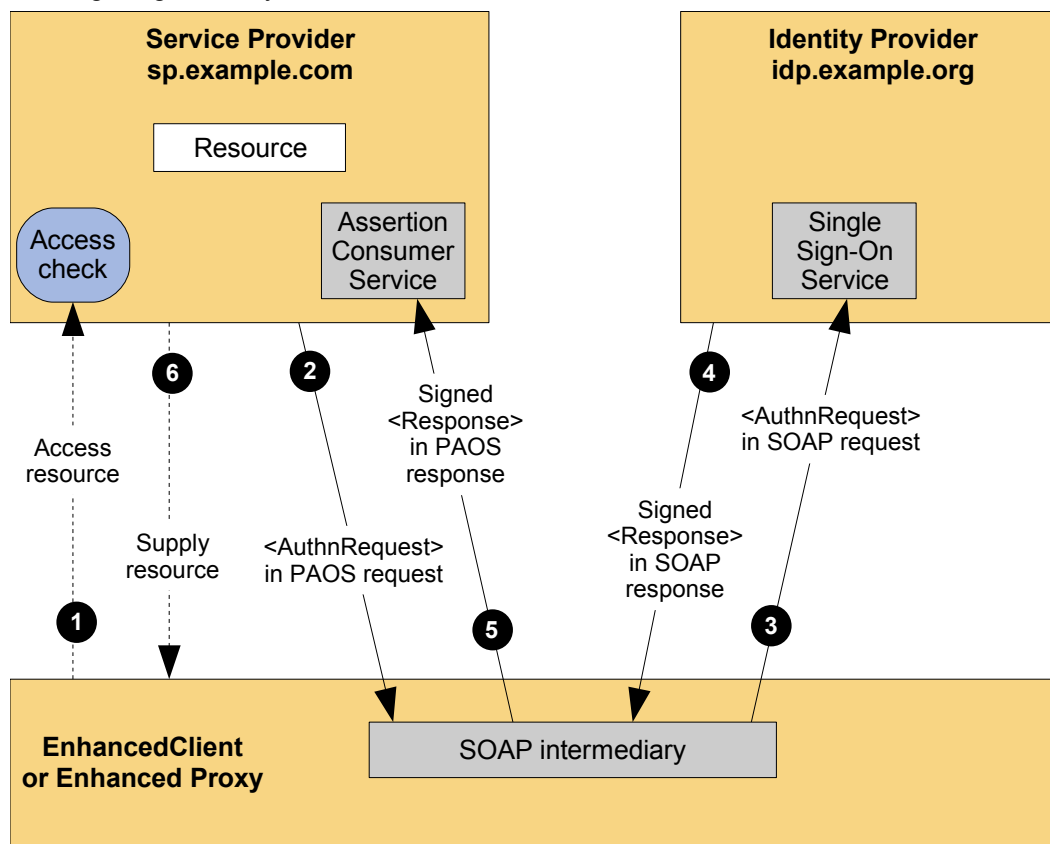 Service Provider
sp.example.com
Identity Provider
idp.example.org
Resource
Access
check
Assertion
Consumer
Service
Single
Sign-On
Service
6
2
4
Signed
<Response>
in PAOS
response
<AuthnRequest>
in SOAP request
Access
resource
Supply
resource
<AuthnRequest>
in PAOS request
Signed
<Response>
in SOAP
response
1
5
3
EnhancedClient
or Enhanced Proxy
SOAP intermediary